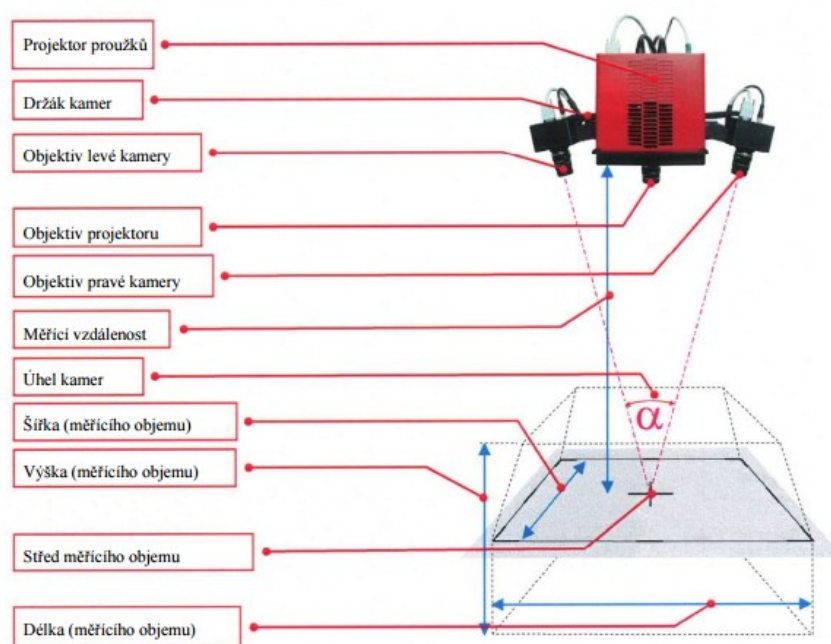 Projektor proužků
Držák kamer
Objektiv levé kamery
Objektiv projektoru
Objektiv pravé kamery
Měřící vzdálenost
Úhel kamer
α
Šířka (měřícího objemu)
Výška (měřícího objemu)
Střed měřícího objemu
Délka (měřícího objemu)